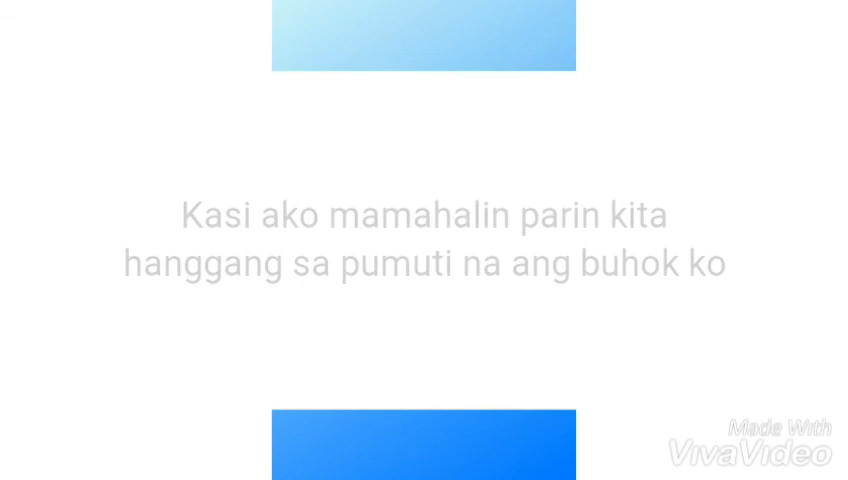 Kasi ako mamahalin parin kita
hanggang sa pumuti na ang buhok ko
Made With
VivaVideo